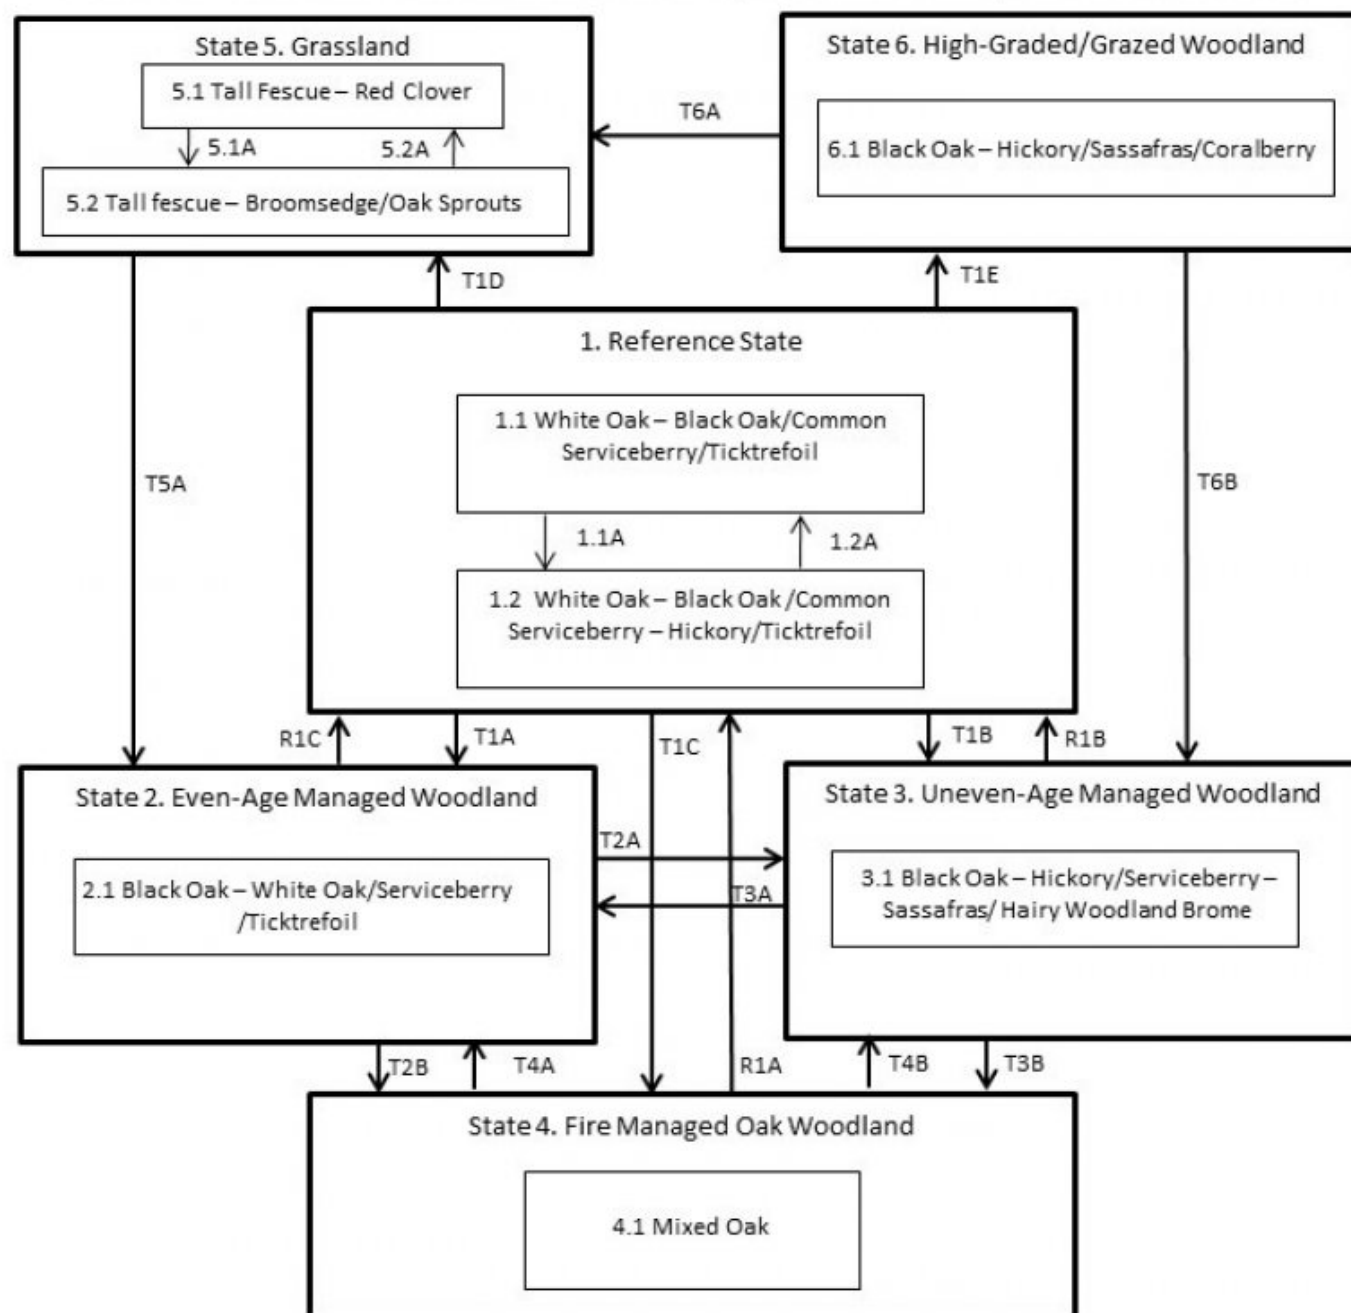 State 5. Grassland
5.1 Tall Fescue – Red Clover
5.1A
5.2A
5.2 Tall fescue – Broomsedge/Oak Sprouts
T6A
State 6. High-Graded/Grazed Woodland
6.1 Black Oak – Hickory/Sassafras/Coralberry
T1D
T1E
1. Reference State
1.1 White Oak – Black Oak/Common
Serviceberry/Ticktrefoil
1.1A
1.2A
1.2 White Oak – Black Oak /Common
Serviceberry – Hickory/Ticktrefoil
T5A
T6B
R1C
T1A
T1C
T1B
R1B
State 2. Even-Age Managed Woodland
2.1 Black Oak – White Oak/Serviceberry
/Ticktrefoil
T2A
T3A
State 3. Uneven-Age Managed Woodland
3.1 Black Oak – Hickory/Serviceberry –
Sassafras/ Hairy Woodland Brome
T2B
T4A
R1A
T4B
T3B
State 4. Fire Managed Oak Woodland
4.1 Mixed Oak